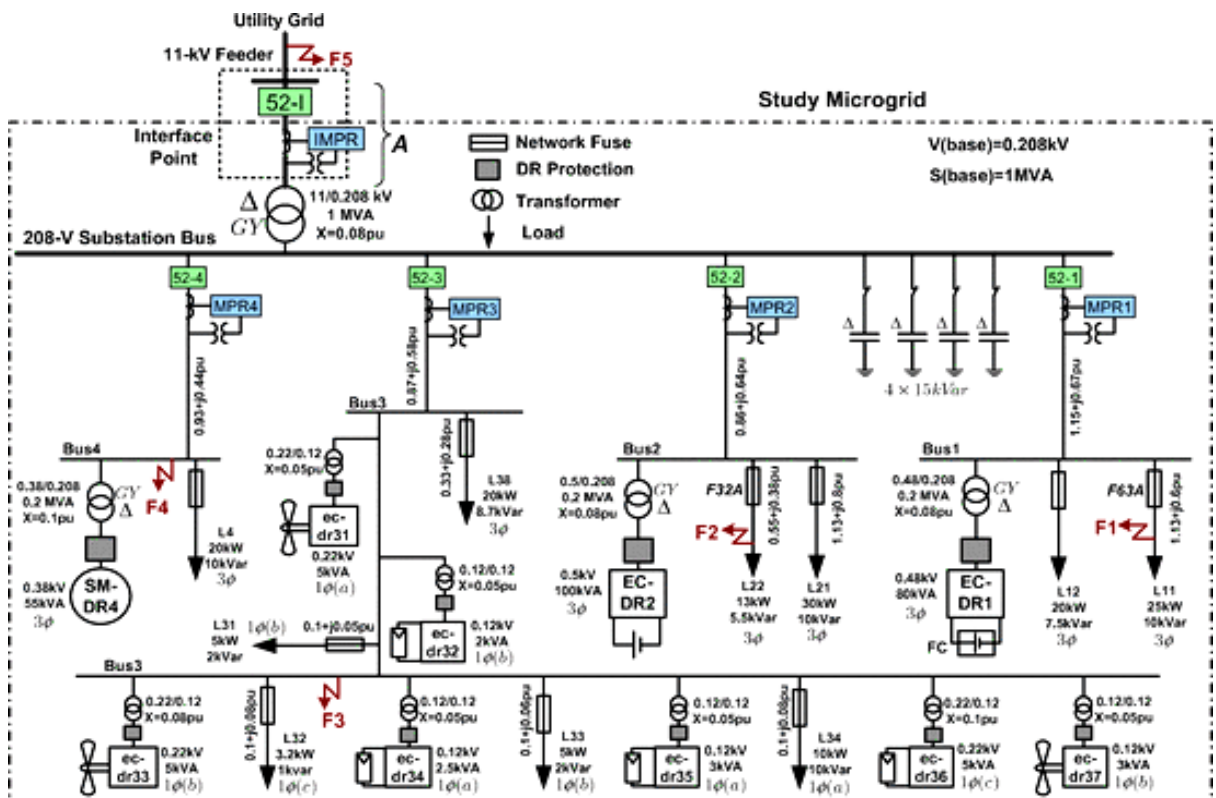 Utility Grid
11-kV Feeder
F5
52-I
Study Microgrid
Interface
Point
IMPR
A
Network Fuse
DR Protection
Transformer
Load
V(base)=0.208kV
S(base)=1MVA
Δ
GY
11/0.208 kV
1 MVA
X=0.08pu
208-V Substation Bus
52-4
52-3
52-2
52-1
MPR4
MPR3
MPR2
MPR1
Δ
Δ
Δ
Δ
4 × 15kVar
0.93+j0.44pu
0.87+j0.58pu
0.86+j0.64pu
1.15+j0.67pu
Bus4
0.38/0.208
0.2 MVA
X=0.1pu
GY
Δ
F4
SM-
DR4
0.38kV
55kVA
3ϕ
L4
20kW
10kVar
3ϕ
Bus3
0.22/0.12
X=0.05pu
ec-
dr31
0.22kV
5kVA
1ϕ(a)
0.33+j0.28pu
L38
20kW
8.7kVar
3ϕ
0.12/0.12
X=0.05pu
ec-
dr32
0.12kV
2kVA
1ϕ(b)
L31
5kW
2kVar
1ϕ(b)
0.1+j0.05pu
Bus2
0.5/0.208
0.2 MVA
X=0.08pu
GY
Δ
EC-
DR2
0.5kV
100kVA
3ϕ
F32A
F2
0.55+j0.38pu
L22
13kW
5.5kVar
3ϕ
1.13+j0.8pu
L21
30kW
10kVar
3ϕ
Bus1
0.48/0.208
0.2 MVA
X=0.08pu
GY
Δ
EC-
DR1
0.48kV
80kVA
3ϕ
FC
L12
20kW
7.5kVar
3ϕ
F63A
F1
1.13+j0.6pu
L11
25kW
10kVar
3ϕ
Bus3
0.22/0.12
X=0.08pu
ec-
dr33
0.22kV
5kVA
1ϕ(b)
0.1+j0.08pu
L32
3.2kW
1kvar
1ϕ(c)
F3
0.12/0.12
X=0.05pu
ec-
dr34
0.12kV
2.5kVA
1ϕ(a)
0.1+j0.06pu
L33
5kW
2kVar
1ϕ(b)
0.12/0.12
X=0.05pu
ec-
dr35
0.12kV
3kVA
1ϕ(a)
0.1+j0.08pu
L34
10kW
10kVar
1ϕ(a)
0.22/0.12
X=0.1pu
ec-
dr36
0.22kV
5kVA
1ϕ(c)
0.12/0.12
X=0.05pu
ec-
dr37
0.12kV
3kVA
1ϕ(b)